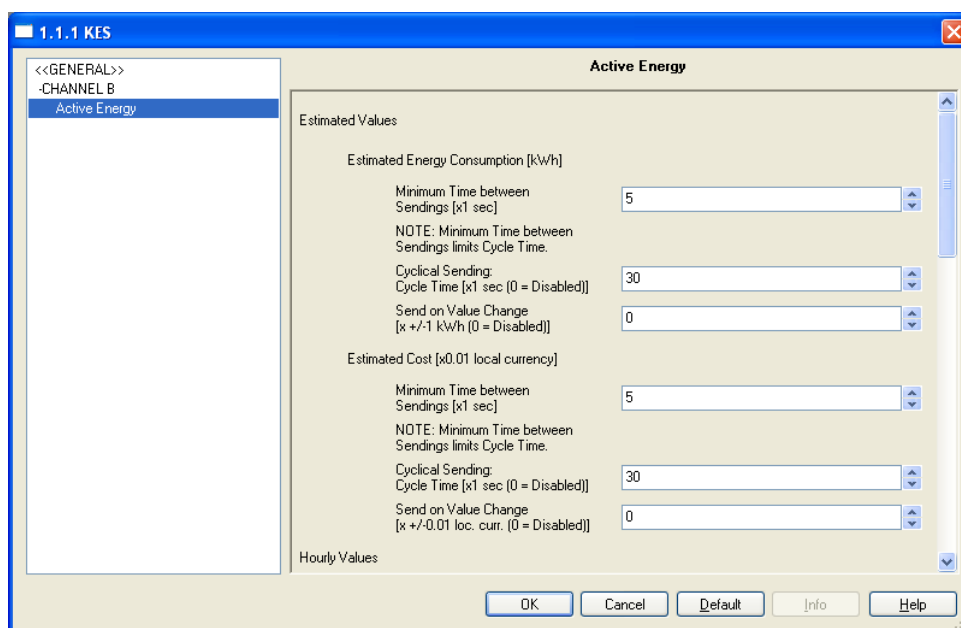 1.1.1 KES
<<GENERAL>>
-CHANNEL B
Active Energy
Active Energy
Estimated Values
Estimated Energy Consumption [kWh]
Minimum Time between
Sendings [x1 sec]
5
NOTE: Minimum Time between
Sendings limits Cycle Time.
Cyclical Sending:
Cycle Time [x1 sec (0 = Disabled)]
30
Send on Value Change
[x +/-1 kWh (0 = Disabled)]
0
Estimated Cost [x0.01 local currency]
Minimum Time between
Sendings [x1 sec]
5
NOTE: Minimum Time between
Sendings limits Cycle Time.
Cyclical Sending:
Cycle Time [x1 sec (0 = Disabled)]
30
Send on Value Change
[x +/-0.01 loc. curr. (0 = Disabled)]
0
Hourly Values
OK
Cancel
Default
Info
Help